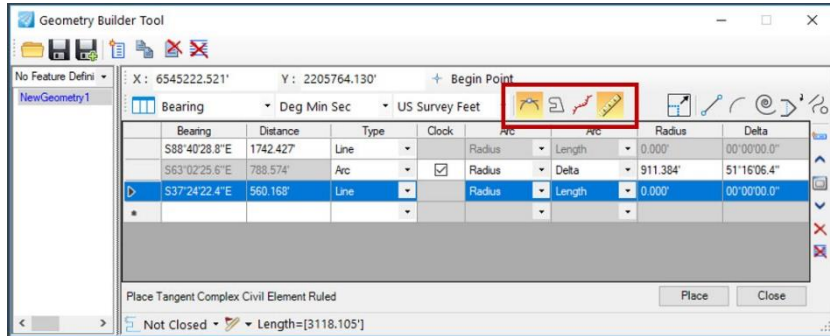 Geometry Builder Tool
No Feature Defini
NewGeometry1
X: 6545222.521' Y: 2205764.130' Begin Point
Bearing Deg Min Sec US Survey Feet
Bearing Distance Type Clock Arc Arc Radius Delta
S88°40'28.8"E 1742.427' Line Radius Length 0.000' 00°00'00.0"
S63°02'25.6"E 788.574' Arc Radius Delta 911.384' 51°16'06.4"
S37°24'22.4"E 560.168' Line Radius Length 0.000' 00°00'00.0"
Place Tangent Complex Civil Element Ruled
Place Close
Not Closed Length=[3118.105']